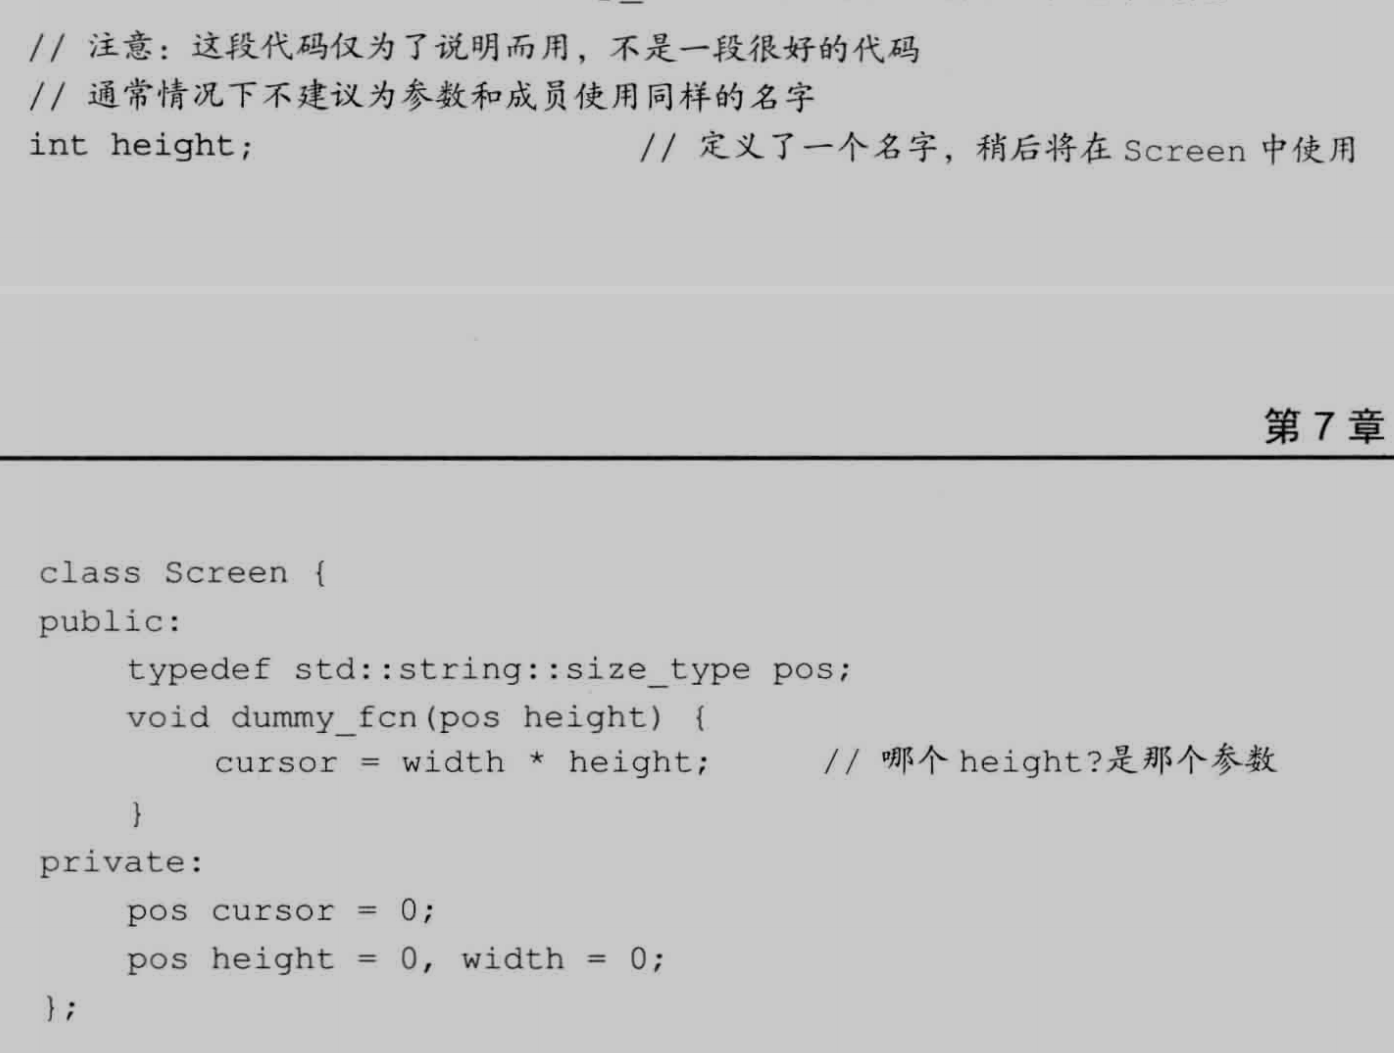 // 注意：这段代码仅为了说明而用，不是一段很好的代码
// 通常情况下不建议为参数和成员使用同样的名字
int height; // 定义了一个名字，稍后将在 Screen 中使用
第 7 章
class Screen {
public:
typedef std::string::size_type pos;
void dummy_fcn(pos height) {
cursor = width * height; // 哪个 height?是那个参数
}
private:
pos cursor = 0;
pos height = 0, width = 0;
};